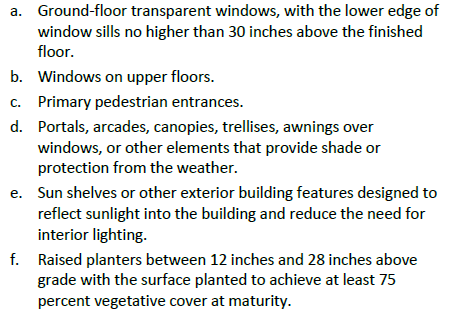 a. Ground-floor transparent windows, with the lower edge of
window sills no higher than 30 inches above the finished
floor.
b. Windows on upper floors.
c. Primary pedestrian entrances.
d. Portals, arcades, canopies, trellises, awnings over
windows, or other elements that provide shade or
protection from the weather.
e. Sun shelves or other exterior building features designed to
reflect sunlight into the building and reduce the need for
interior lighting.
f. Raised planters between 12 inches and 28 inches above
grade with the surface planted to achieve at least 75
percent vegetative cover at maturity.